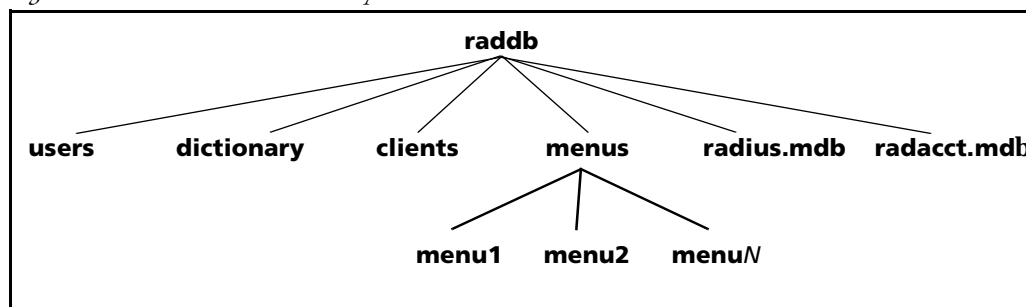 raddb
users dictionary clients menus radius.mdb radacct.mdb
menu1 menu2 menuN